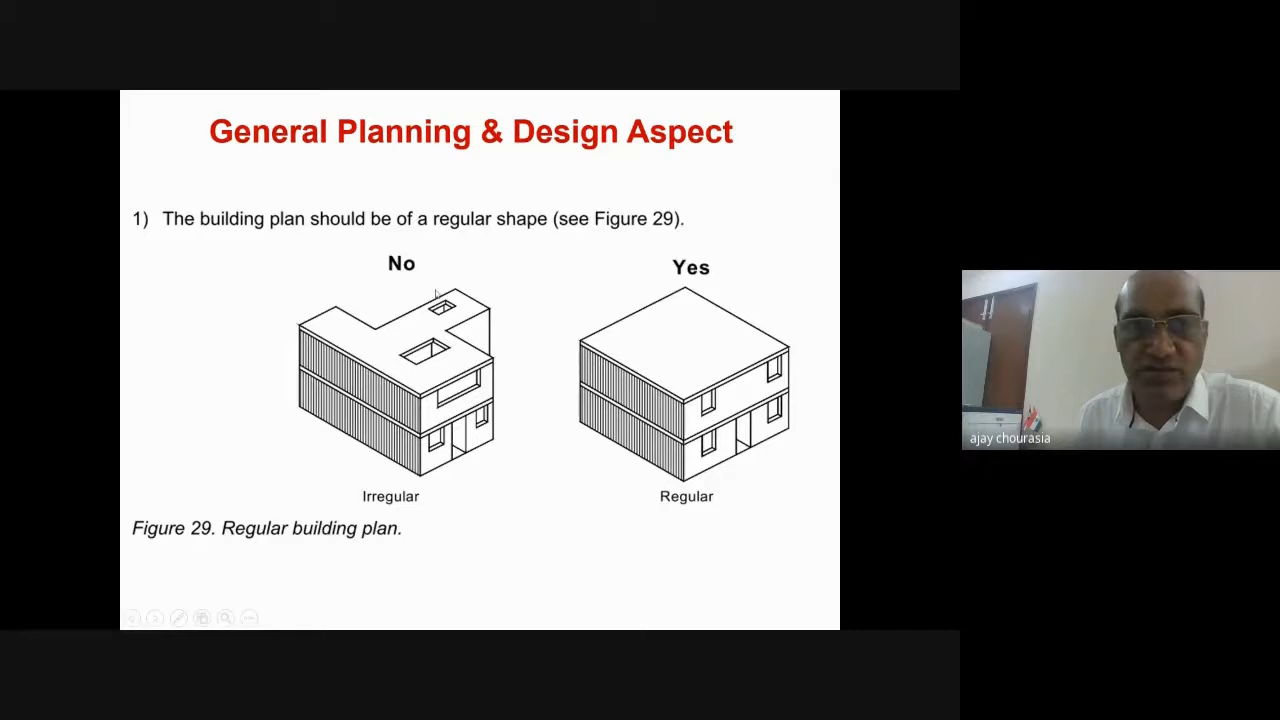 General Planning & Design Aspect
1) The building plan should be of a regular shape (see Figure 29).
No
Yes
Irregular
Regular
Figure 29. Regular building plan.
ajay chourasia